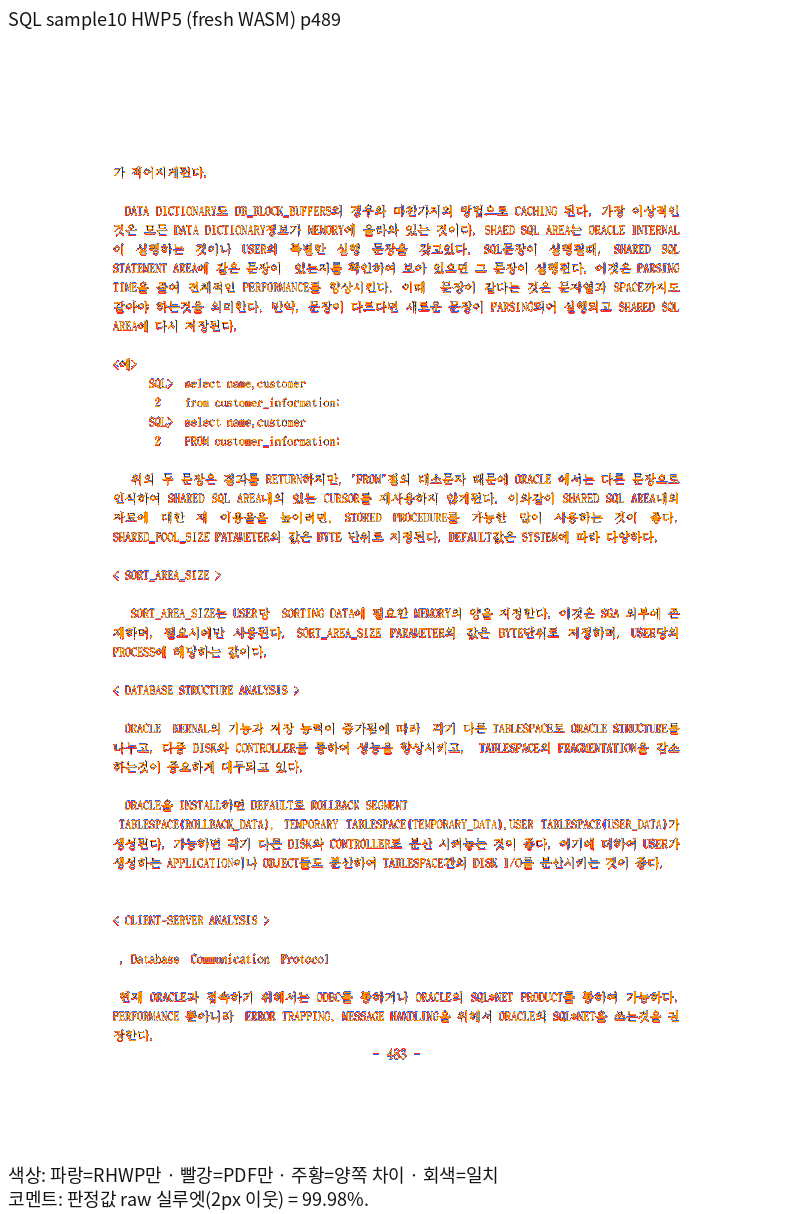 SQL sample10 HWP5 (fresh WASM) p489
가 적어지게된다.
DATA DICTIONARY도 DB_BLOCK_BUFFERS의 경우와 마찬가지의 방법으로 CACHING 된다. 가장 이상적인
것은 모든 DATA DICTIONARY정보가 MEMORY에 올라와 있는 것이다. SHAED SQL AREA는 ORACLE INTERNAL
이 실행하는 것이나 USER의 특별한 실행 문장을 갖고있다. SQL문장이 실행될때, SHARED SQL
STATEMENT AREA에 같은 문장이 있는지를 확인하여 보아 있으면 그 문장이 실행된다. 이것은 PARSING
TIME을 줄여 전체적인 PERFORMANCE를 향상시킨다. 이때 문장이 같다는 것은 문자열과 SPACE까지도
같아야 하는것을 의미한다. 만약, 문장이 다르다면 새로운 문장이 PARSING되어 실행되고 SHARED SQL
AREA에 다시 저장된다.
<예>
SQL> select name,customer
2 from customer_information;
SQL> select name,customer
2 FROM customer_information;
위의 두 문장은 결과를 RETURN하지만, "FROM"절의 대소문자 때문에 ORACLE 에서는 다른 문장으로
인식하여 SHARED SQL AREA내의 있는 CURSOR를 재사용하지 않게된다. 이와같이 SHARED SQL AREA내의
자료에 대한 재 이용율을 높이려면, STORED PROCEDURE를 가능한 많이 사용하는 것이 좋다.
SHARED_POOL_SIZE PATAMETER의 값은 BYTE 단위로 지정된다. DEFAULT값은 SYSTEM에 따라 다양하다.
< SORT_AREA_SIZE >
SORT_AREA_SIZE는 USER당 SORTING DATA에 필요한 MEMORY의 양을 지정한다. 이것은 SGA 외부에 존
재하며, 필요시에만 사용된다. SORT_AREA_SIZE PARAMETER의 값은 BYTE단위로 지정하며, USER당의
PROCESS에 해당하는 값이다.
< DATABASE STRUCTURE ANALYSIS >
ORACLE KERNAL의 기능과 저장 능력이 증가됨에 따라 각기 다른 TABLESPACE로 ORACLE STRUCTURE를
나누고, 다중 DISK와 CONTROLLER를 통하여 성능을 향상시키고, TABLESPACE의 FRAGMENTATION을 감소
하는것이 중요하게 대두되고 있다.
ORACLE을 INSTALL하면 DEFAULT로 ROLLBACK SEGMENT
TABLESPACE(ROLLBACK_DATA), TEMPORARY TABLESPACE(TEMPORARY_DATA),USER TABLESPACE(USER_DATA)가
생성된다. 가능하면 각기 다른 DISK와 CONTROLLER로 분산 시켜놓는 것이 좋다. 여기에 더하여 USER가
생성하는 APPLICATION이나 OBJECT들도 분산하여 TABLESPACE간의 DISK I/O를 분산시키는 것이 좋다.
< CLIENT-SERVER ANALYSIS >
. Database Communication Protocol
현재 ORACLE과 접속하기 위해서는 ODBC를 통하거나 ORACLE의 SQL*NET PRODUCT를 통하여 가능하다.
PERFORMANCE 뿐아니라 ERROR TRAPPING, MESSAGE HANDLING을 위해서 ORACLE의 SQL*NET을 쓰는것을 권
장한다.
- 483 -
색상: 파랑=RHWP만 · 빨강=PDF만 · 주황=양쪽 차이 · 회색=일치
코멘트: 판정값 raw 실루엣(2px 이웃) = 99.98%.